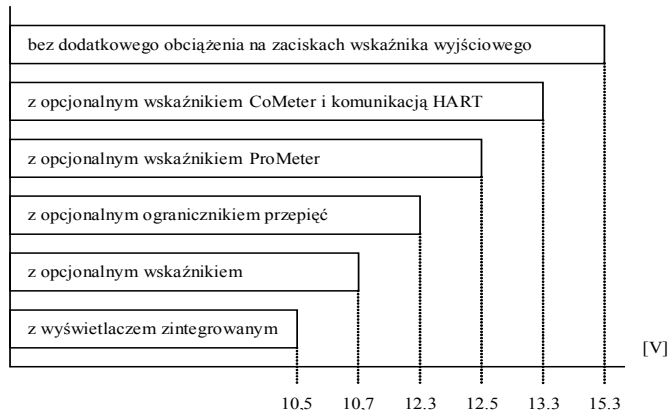 bez dodatkowego obciążenia na zaciskach wskaźnika wyjściowego
z opcjonalnym wskaźnikiem CoMeter i komunikacją HART
z opcjonalnym wskaźnikiem ProMeter
z opcjonalnym ogranicznikiem przepięć
z opcjonalnym wskaźnikiem
z wyświetlaczem zintegrowanym
[V]
10,5 10,7 12,3 12,5 13,3 15,3